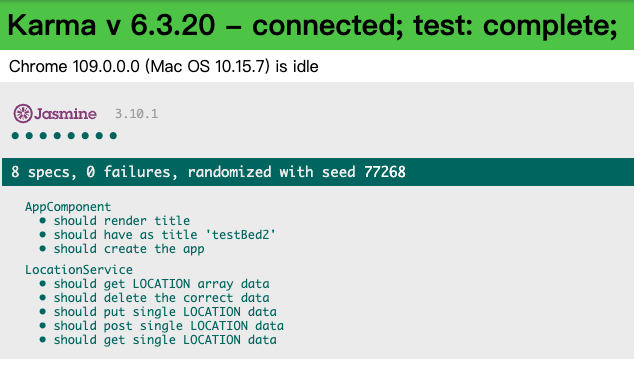 Karma v 6.3.20 - connected; test: complete;
Chrome 109.0.0.0 (Mac OS 10.15.7) is idle
Jasmine 3.10.1
8 specs, 0 failures, randomized with seed 77268
AppComponent
• should render title
• should have as title 'testBed2'
• should create the app
LocationService
• should get LOCATION array data
• should delete the correct data
• should put single LOCATION data
• should post single LOCATION data
• should get single LOCATION data